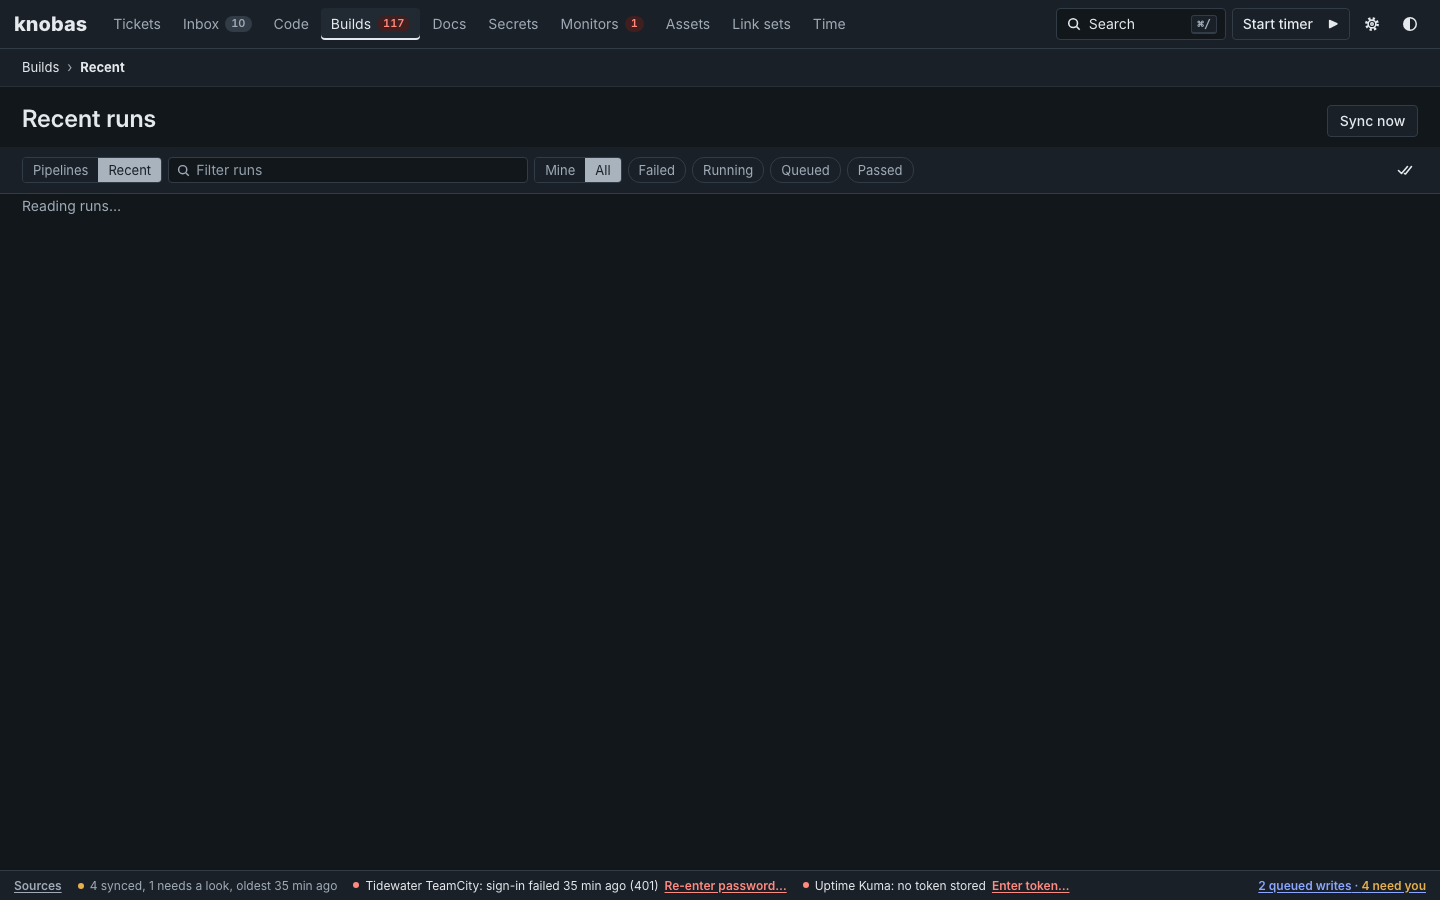 knobas Tickets Inbox 10 Code Builds 117 Docs Secrets Monitors 1 Assets Link sets Time Search ⌘/ Start timer
Builds › Recent
Recent runs Sync now
Pipelines Recent Filter runs Mine All Failed Running Queued Passed
Reading runs...
Sources 4 synced, 1 needs a look, oldest 35 min ago Tidewater TeamCity: sign-in failed 35 min ago (401) Re-enter password... Uptime Kuma: no token stored Enter token... 2 queued writes · 4 need you